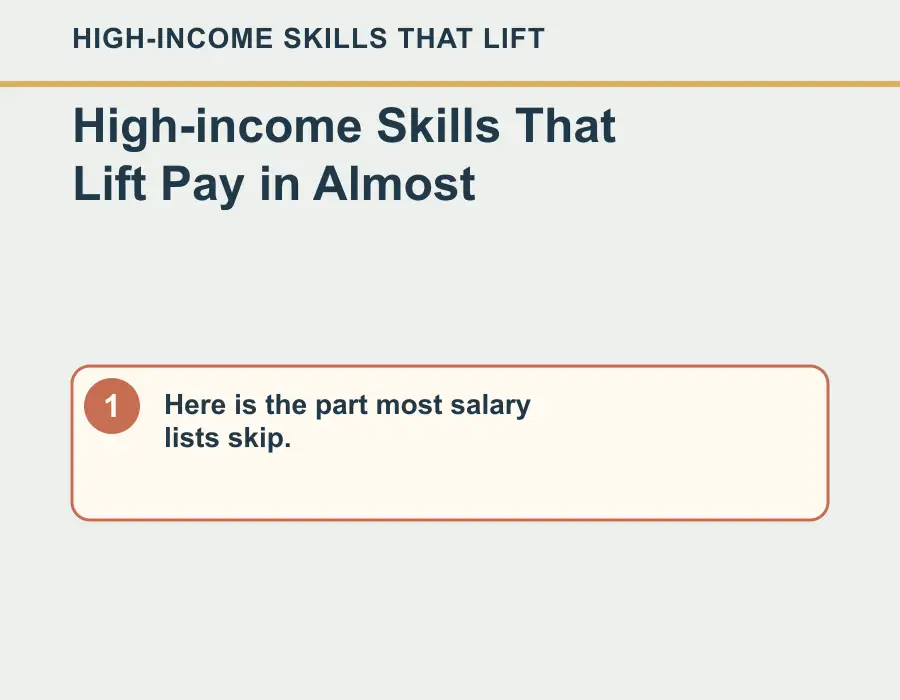 HIGH-INCOME SKILLS THAT LIFT
High-income Skills That
Lift Pay in Almost
1
Here is the part most salary
lists skip.